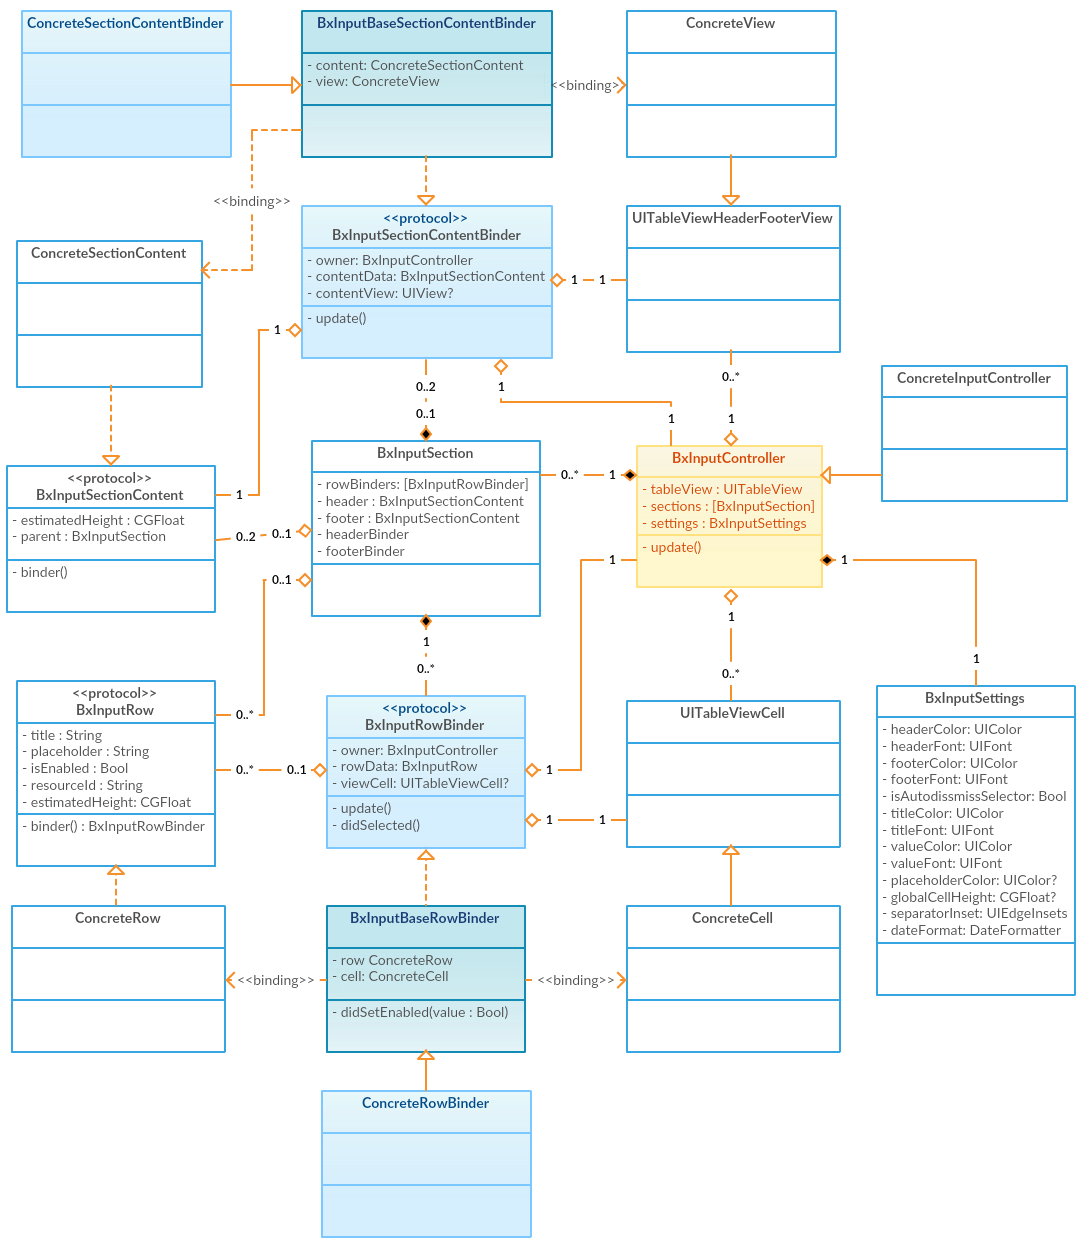 ConcreteSectionContentBinder
BxInputBaseSectionContentBinder
- content: ConcreteSectionContent
- view: ConcreteView
<<binding>
ConcreteView
<<binding>>
<<protocol>>
BxInputSectionContentBinder
- owner: BxInputController
- contentData: BxInputSectionContent
- contentView: UIView?
- update()
1 1
UITableViewHeaderFooterView
ConcreteSectionContent
1
0..2
0..1
1
1
0..*
1
ConcreteInputController
<<protocol>>
BxInputSectionContent
- estimatedHeight : CGFloat
- parent : BxInputSection
- binder()
1
0..2 0..1
0..1
BxInputSection
- rowBinders: [BxInputRowBinder]
- header : BxInputSectionContent
- footer : BxInputSectionContent
- headerBinder
- footerBinder
0..* 1
BxInputController
- tableView : UITableView
- sections : [BxInputSection]
- settings : BxInputSettings
- update()
1
1
1
0..*
1
0..*
1
<<protocol>>
BxInputRow
- title : String
- placeholder : String
- isEnabled : Bool
- resourceId : String
- estimatedHeight: CGFloat
- binder() : BxInputRowBinder
0..*
0..* 0..1
<<protocol>>
BxInputRowBinder
- owner: BxInputController
- rowData: BxInputRow
- viewCell: UITableViewCell?
- update()
- didSelected()
1
1 1
UITableViewCell
BxInputSettings
- headerColor: UIColor
- headerFont: UIFont
- footerColor: UIColor
- footerFont: UIFont
- isAutodissmissSelector: Bool
- titleColor: UIColor
- titleFont: UIFont
- valueColor: UIColor
- valueFont: UIFont
- placeholderColor: UIColor?
- globalCellHeight: CGFloat?
- separatorInset: UIEdgeInsets
- dateFormat: DateFormatter
ConcreteRow
<<binding>>
BxInputBaseRowBinder
- row ConcreteRow
- cell: ConcreteCell
- didSetEnabled(value : Bool)
<<binding>>
ConcreteCell
ConcreteRowBinder